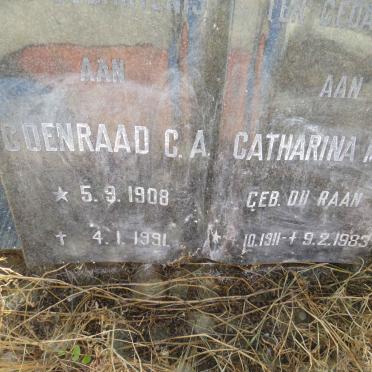 AAN
COENRAAD C.A.
★ 5.9.1908
† 4.1.1991
AAN
CATHARINA
GEB. DU RAAN
★ 10.1911 - † 9.2.1983